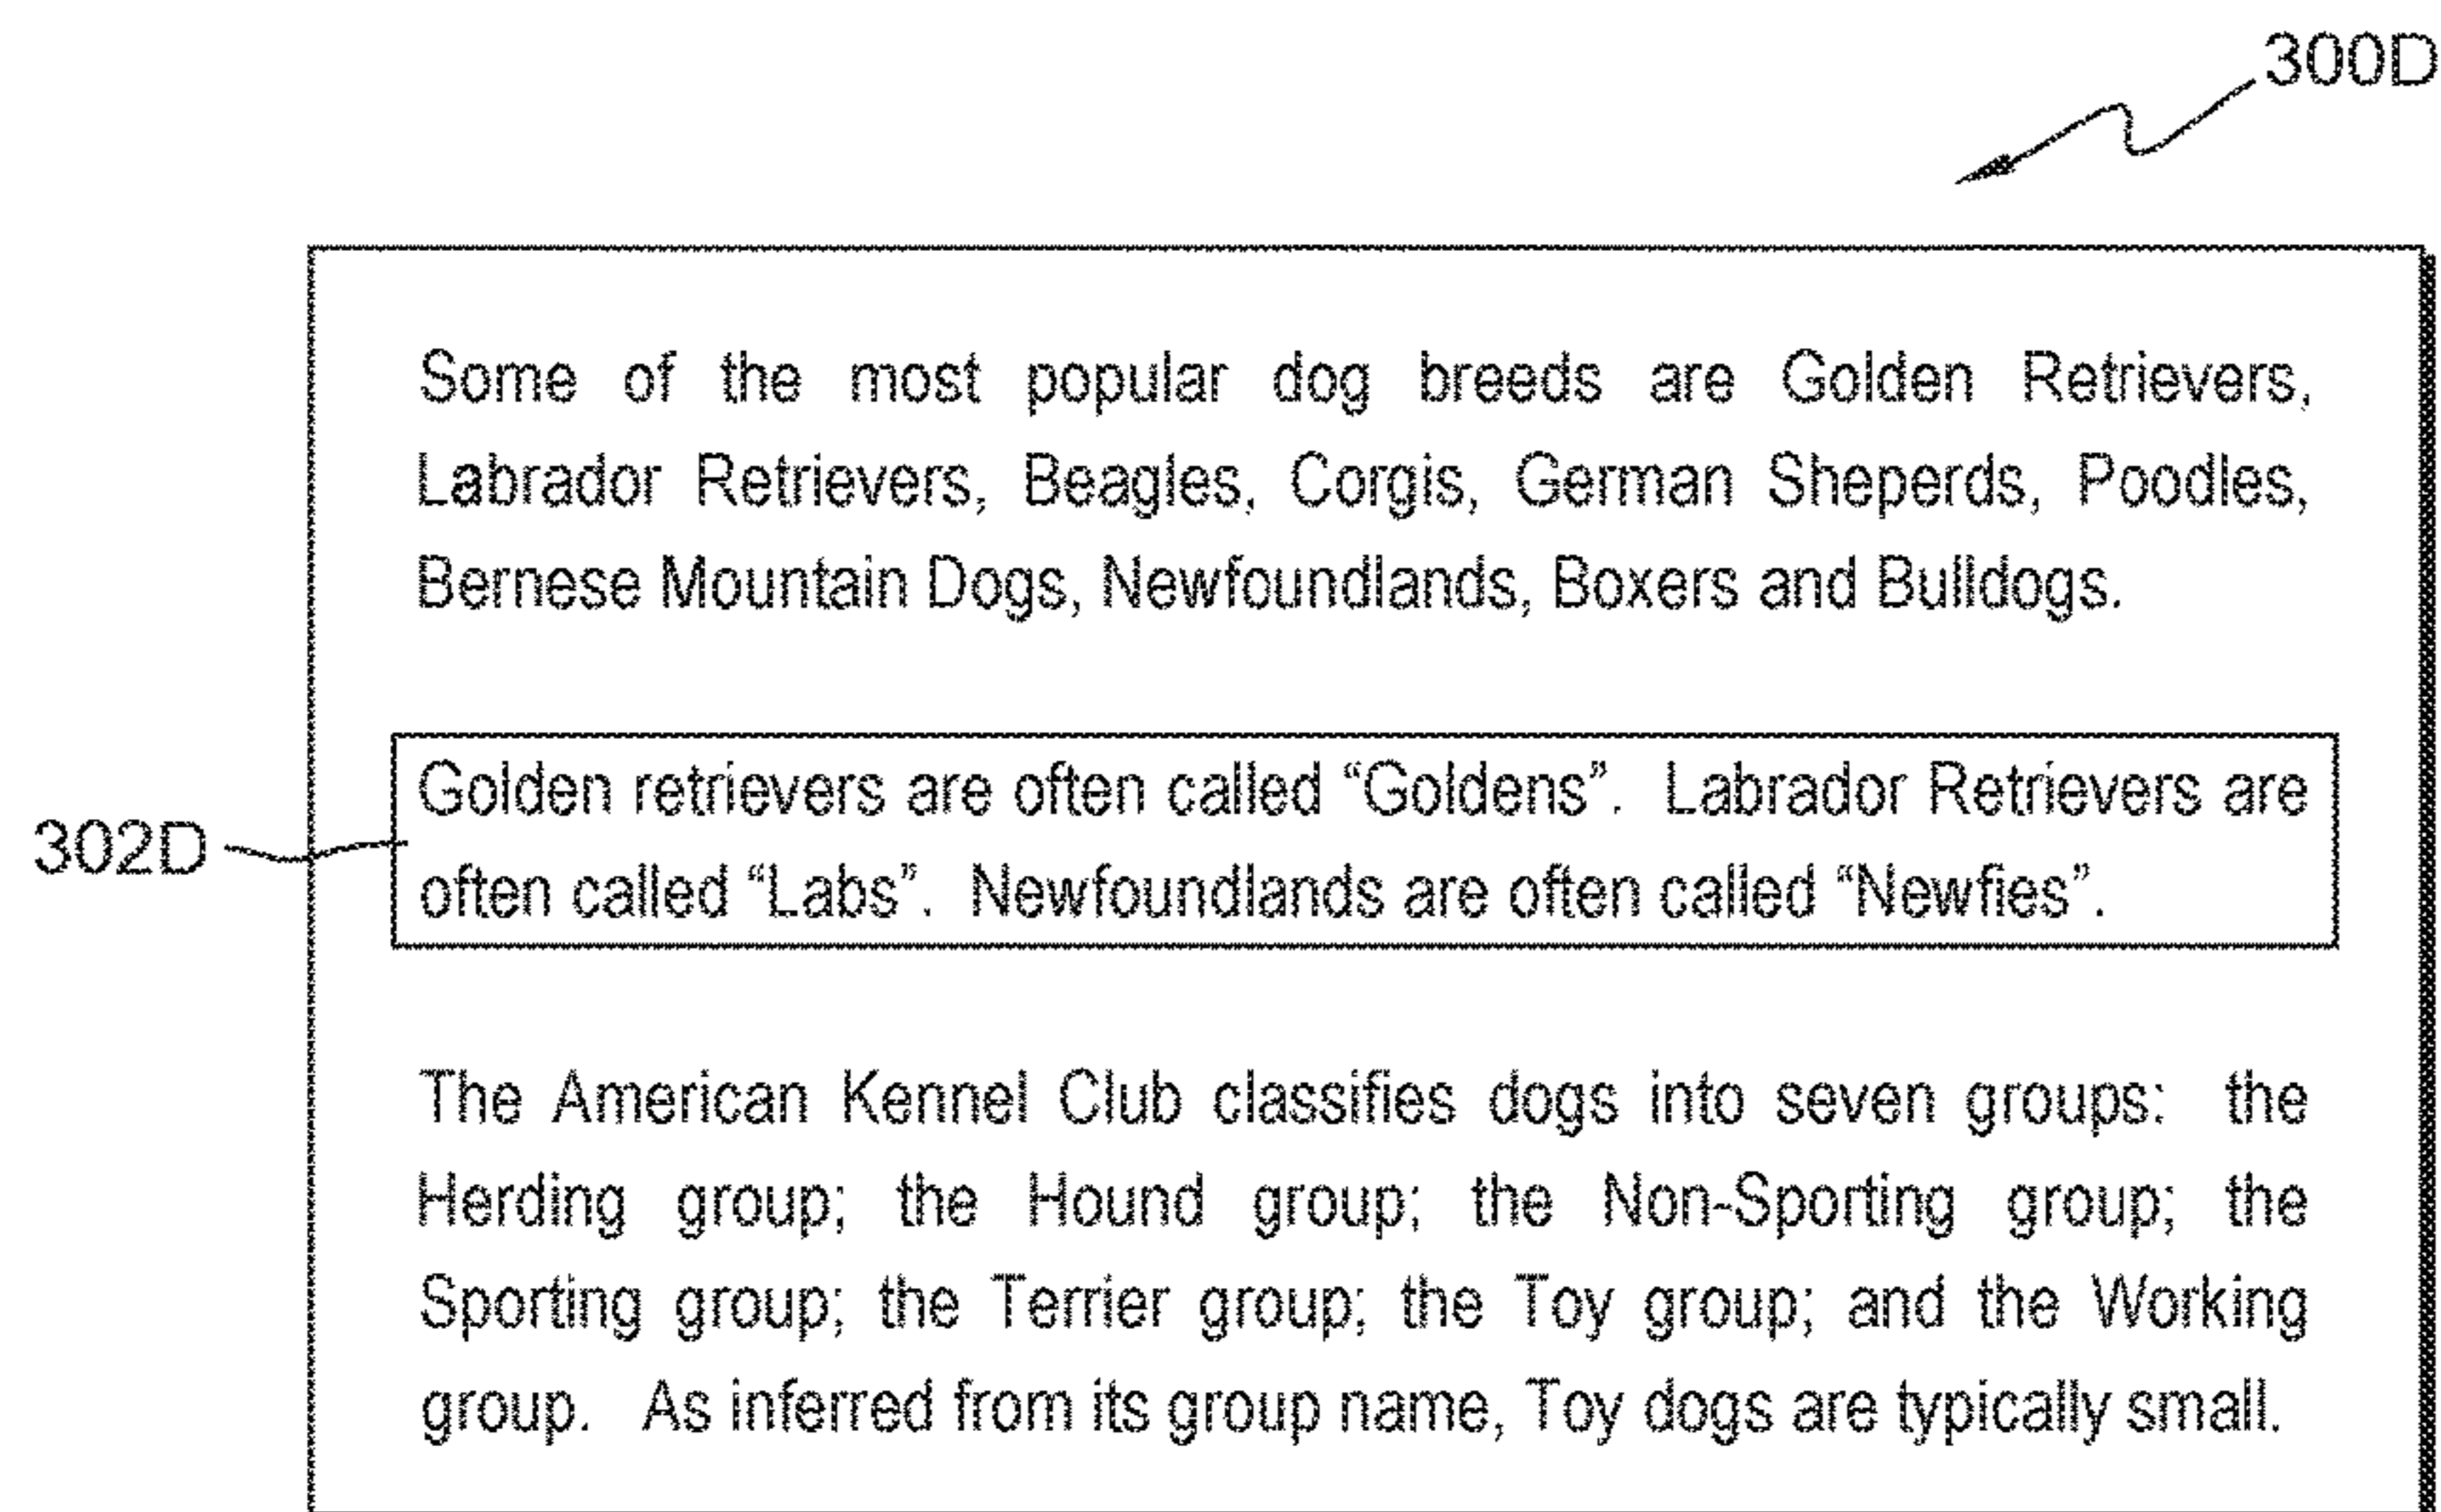 300D
Some of the most popular dog breeds are Golden Retrievers,
Labrador Retrievers, Beagles, Corgis, German Sheperds, Poodles,
Bernese Mountain Dogs, Newfoundlands, Boxers and Bulldogs.
302D
Golden retrievers are often called “Goldens”. Labrador Retrievers are
often called “Labs”. Newfoundlands are often called “Newfies”.
The American Kennel Club classifies dogs into seven groups: the
Herding group; the Hound group; the Non-Sporting group; the
Sporting group; the Terrier group; the Toy group; and the Working
group. As inferred from its group name, Toy dogs are typically small.